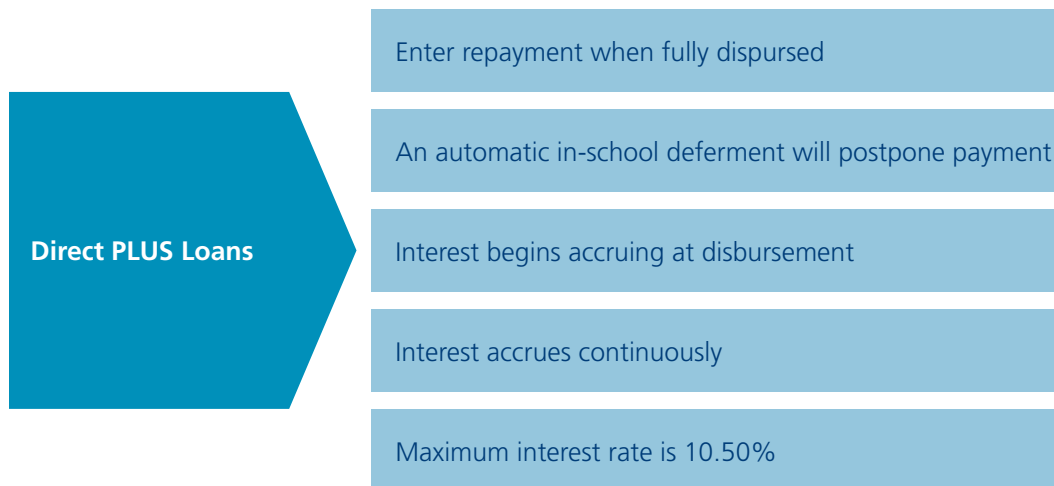 Enter repayment when fully dispursed
An automatic in-school deferment will postpone payment
Direct PLUS Loans
Interest begins accruing at disbursement
Interest accrues continuously
Maximum interest rate is 10.50%